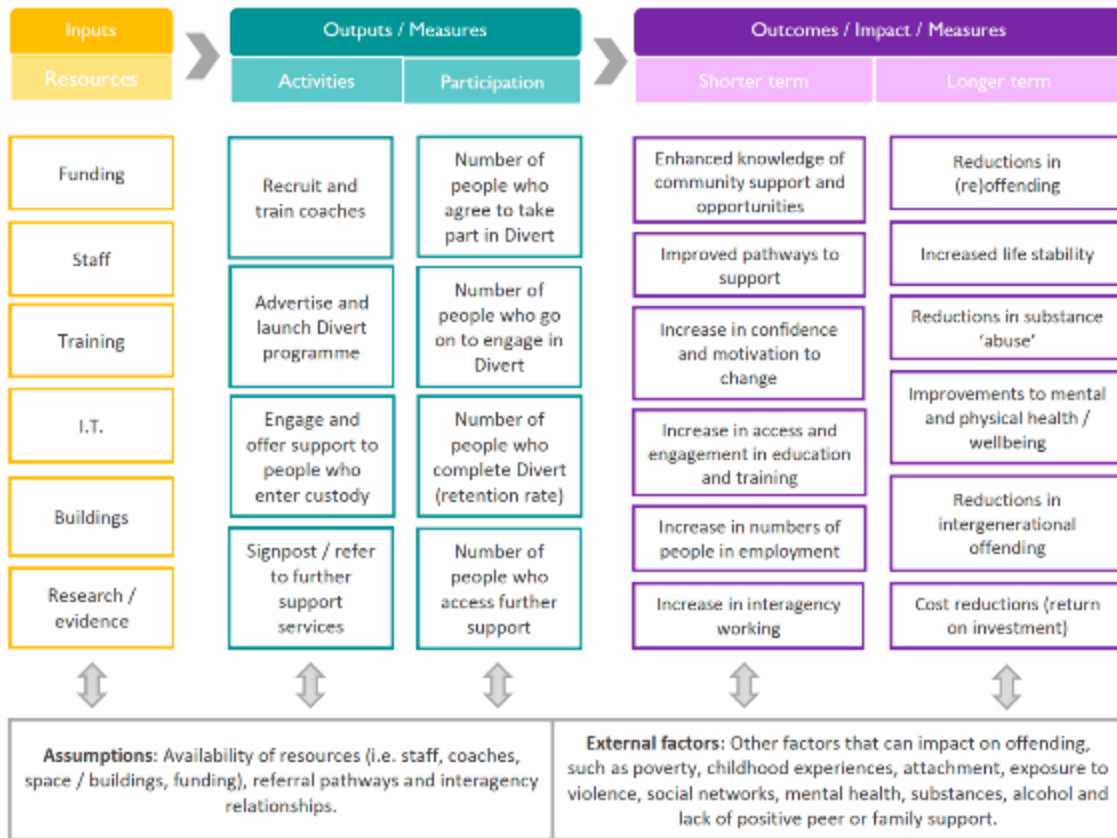 Inputs
Resources
Outputs / Measures
Activities
Participation
Outcomes / Impact / Measures
Shorter term
Longer term
Funding
Staff
Training
I.T.
Buildings
Research /
evidence
Recruit and
train coaches
Advertise and
launch Divert
programme
Engage and
offer support to
people who
enter custody
Signpost / refer
to further
support
services
Number of
people who
agree to take
part in Divert
Number of
people who go
on to engage in
Divert
Number of
people who
complete Divert
(retention rate)
Number of
people who
access further
support
Enhanced knowledge of
community support and
opportunities
Improved pathways to
support
Increase in confidence
and motivation to
change
Increase in access and
engagement in education
and training
Increase in numbers of
people in employment
Increase in interagency
working
Reductions in
(re)offending
Increased life stability
Reductions in substance
‘abuse’
Improvements to mental
and physical health /
wellbeing
Reductions in
intergenerational
offending
Cost reductions (return
on investment)
Assumptions: Availability of resources (i.e. staff, coaches,
space / buildings, funding), referral pathways and interagency
relationships.
External factors: Other factors that can impact on offending,
such as poverty, childhood experiences, attachment, exposure to
violence, social networks, mental health, substances, alcohol and
lack of positive peer or family support.